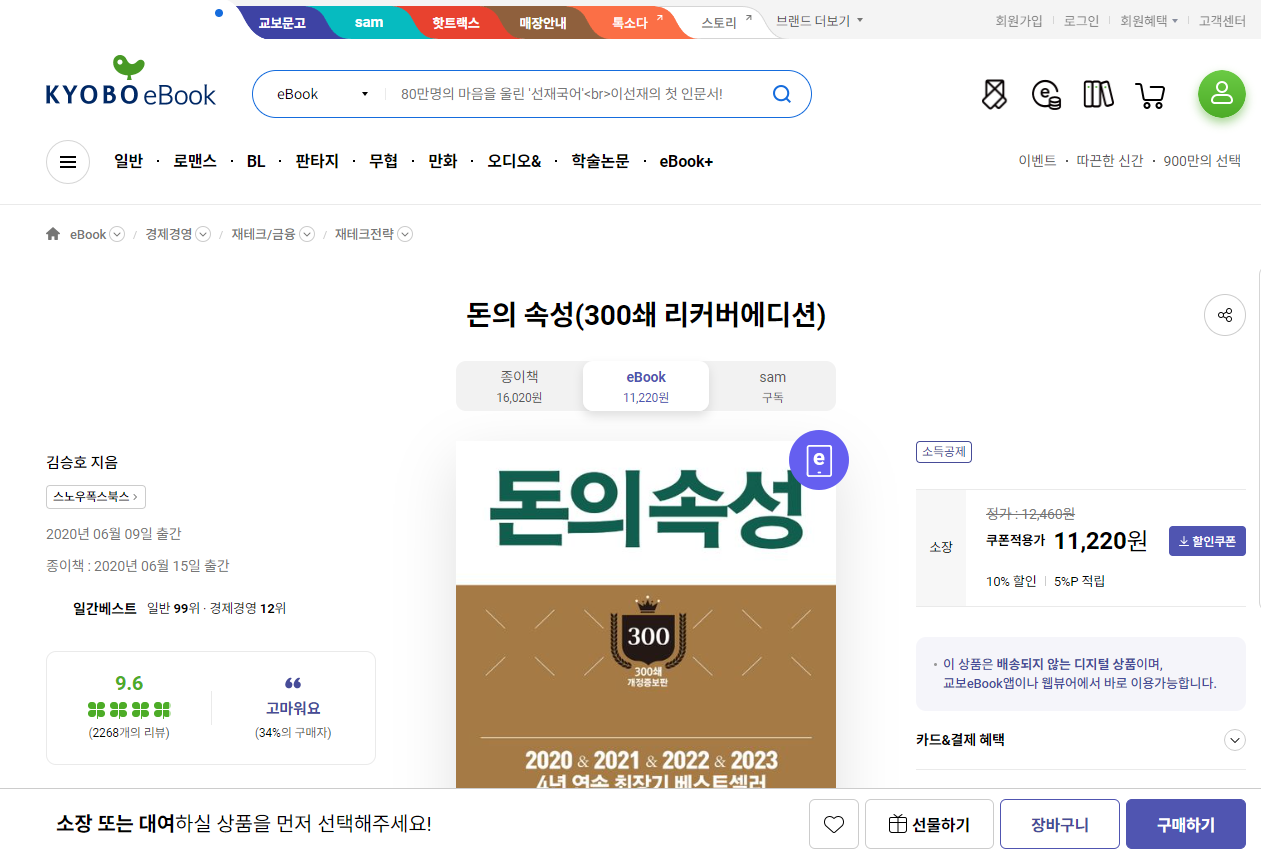 교보문고 sam 핫트랙스 매장안내 톡소다 스토리 브랜드 더보기
회원가입 로그인 회원혜택 고객센터
KYOBO eBook
eBook 80만명의 마음을 울린 '선재국어'<br>이선재의 첫 인문서!
일반 · 로맨스 · BL · 판타지 · 무협 · 만화 · 오디오& · 학술논문 · eBook+
이벤트 · 따끈한 신간 · 900만의 선택
eBook / 경제경영 / 재테크/금융 / 재테크전략
돈의 속성(300쇄 리커버에디션)
종이책 eBook sam
16,020원 11,220원 구독
김승호 지음
스노우폭스북스 >
2020년 06월 09일 출간
종이책 : 2020년 06월 15일 출간
일간베스트 일반 99위 · 경제경영 12위
9.6
(2268개의 리뷰)
고마워요
(34%의 구매자)
e
돈의속성
300
300쇄
개정증보판
2020 & 2021 & 2022 & 2023
4년 연속 최장기 베스트셀러
소득공제
소장
정가 : 12,460원
쿠폰적용가 11,220원 할인쿠폰
10% 할인 5%P 적립
• 이 상품은 배송되지 않는 디지털 상품이며,
교보eBook앱이나 웹뷰어에서 바로 이용가능합니다.
카드&결제 혜택
소장 또는 대여하실 상품을 먼저 선택해주세요!
선물하기 장바구니 구매하기